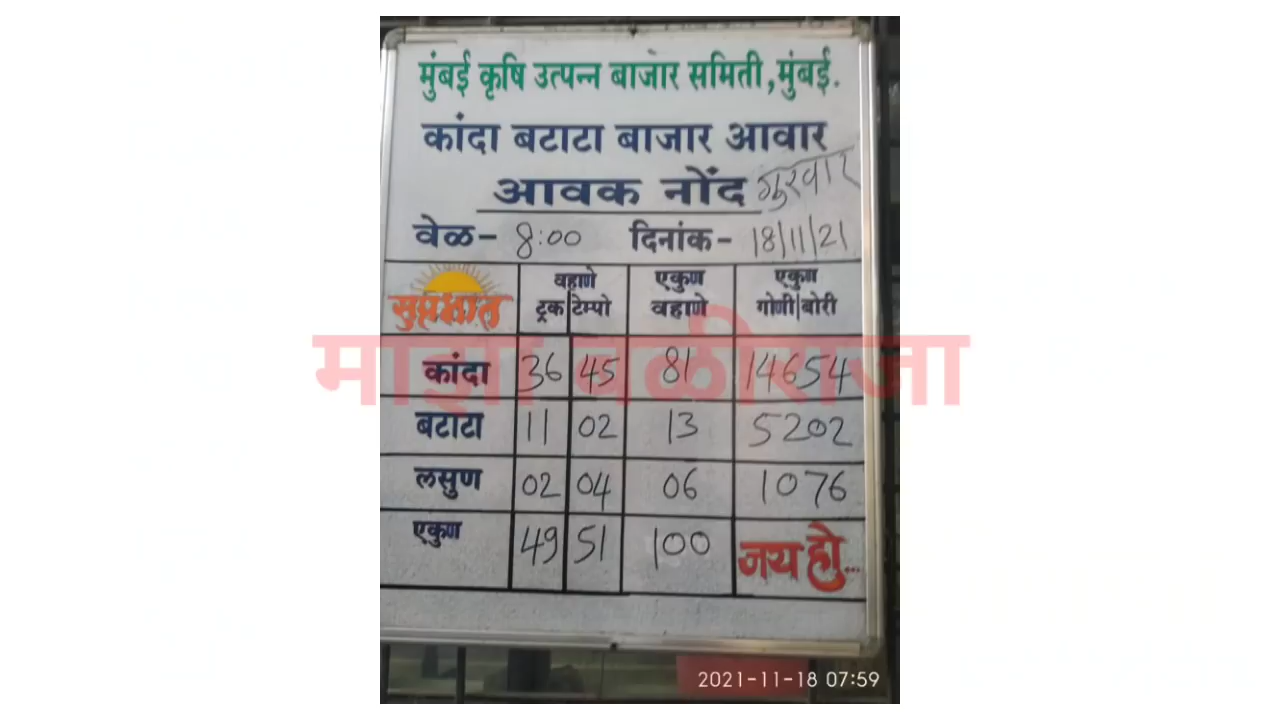 मुंबई कृषि उत्पन्न बाजार समिती, मुंबई.
कांदा बटाटा बाजार आवार
आवक नोंद गुरुवार
वेळ- 8:00 दिनांक- 18/11/21
सुप्रभात वहाणे एकुण एकुण
ट्रक टेम्पो वहाणे गोणी/बोरी
माझा बळीराजा
कांदा 36 45 81 14654
बटाटा 11 02 13 5202
लसुण 02 04 06 1076
एकुण 49 51 100 जय हो...
2021-11-18 07:59